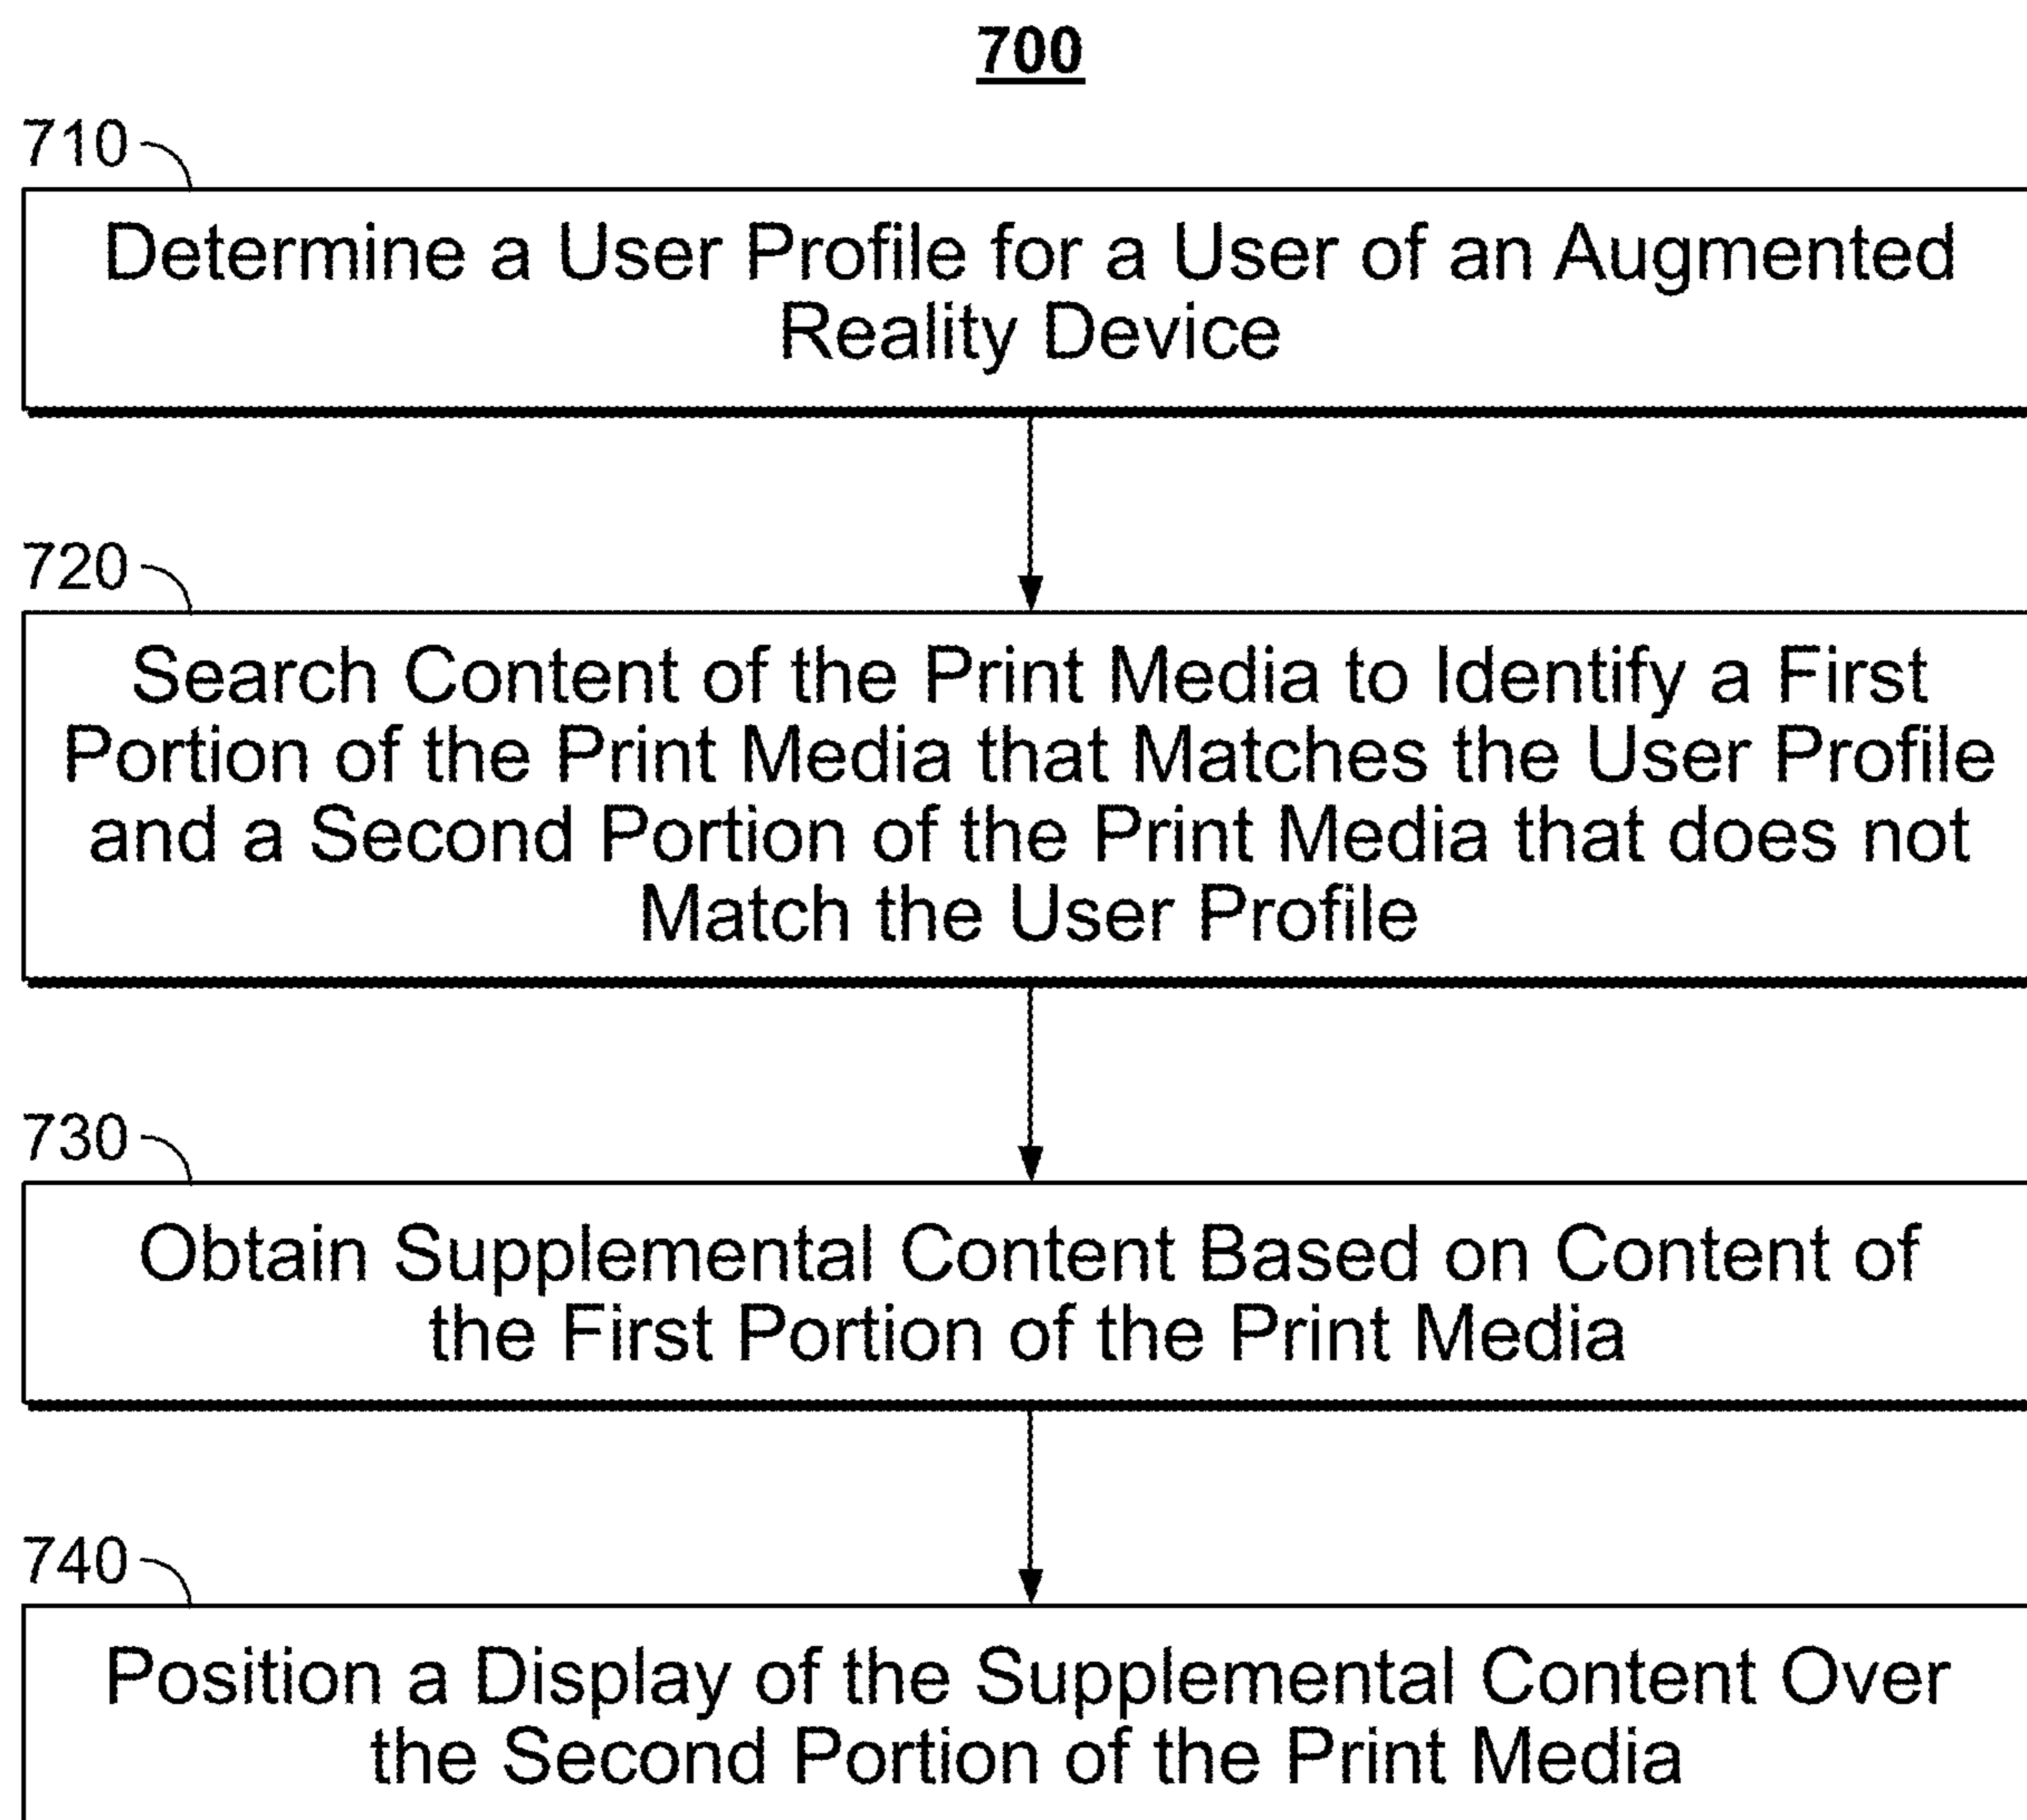 700
710
Determine a User Profile for a User of an Augmented
Reality Device
720
Search Content of the Print Media to Identify a First
Portion of the Print Media that Matches the User Profile
and a Second Portion of the Print Media that does not
Match the User Profile
730
Obtain Supplemental Content Based on Content of
the First Portion of the Print Media
740
Position a Display of the Supplemental Content Over
the Second Portion of the Print Media